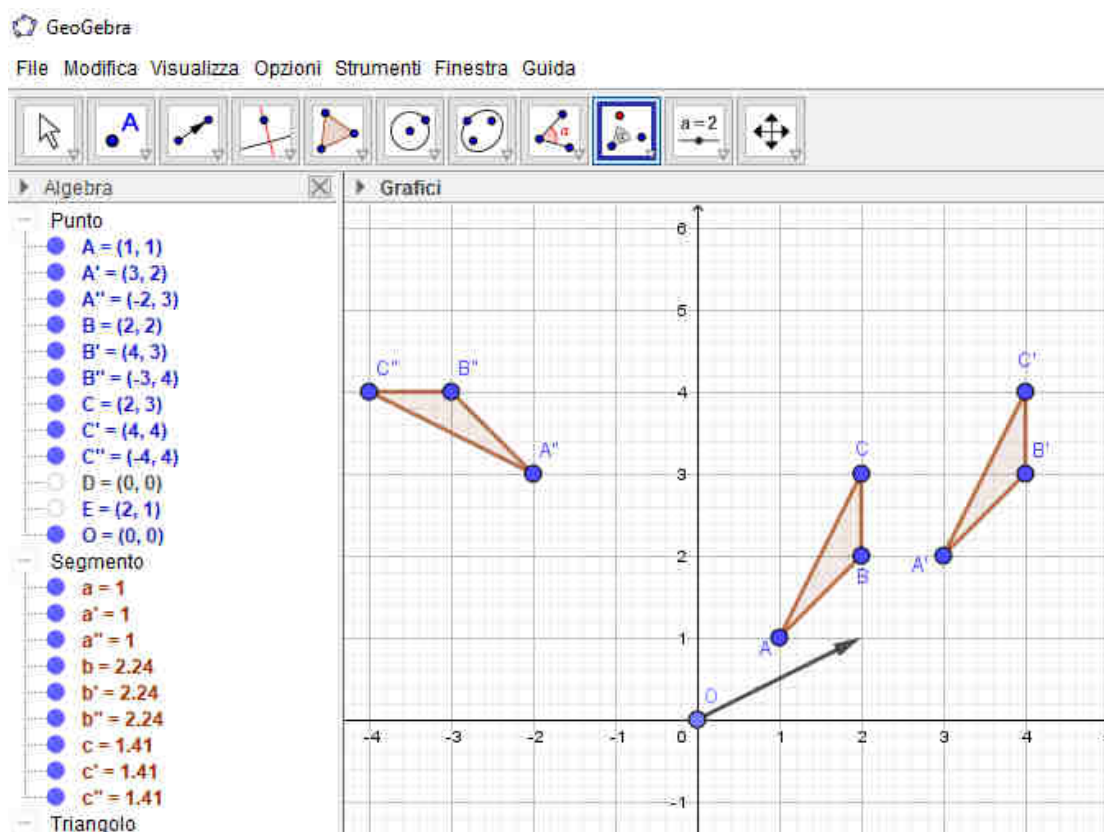 GeoGebra
File Modifica Visualizza Opzioni Strumenti Finestra Guida
A
α
a = 2
Algebra
Grafici
Punto
A = (1, 1)
A' = (3, 2)
A'' = (-2, 3)
B = (2, 2)
B' = (4, 3)
B'' = (-3, 4)
C = (2, 3)
C' = (4, 4)
C'' = (-4, 4)
D = (0, 0)
E = (2, 1)
O = (0, 0)
Segmento
a = 1
a' = 1
a'' = 1
b = 2.24
b' = 2.24
b'' = 2.24
c = 1.41
c' = 1.41
c'' = 1.41
Triangolo
6
5
C'' B'' 4 C'
A'' 3 C B'
2 B A'
1 A
O
-4 -3 -2 -1 0 1 2 3 4
-1